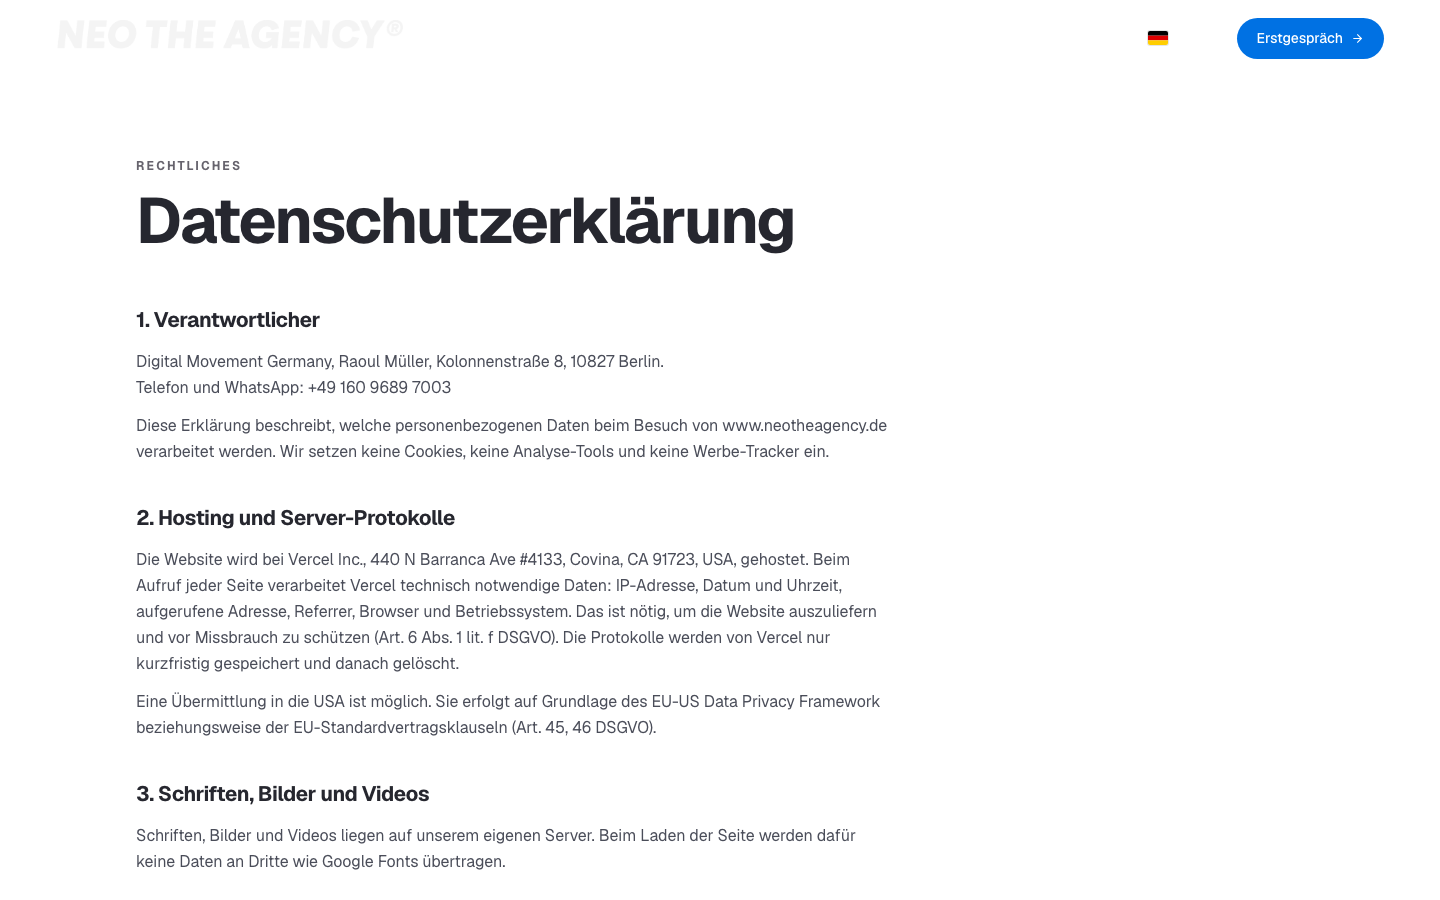 NEO THE AGENCY®
Erstgespräch →
RECHTLICHES
Datenschutzerklärung
1. Verantwortlicher
Digital Movement Germany, Raoul Müller, Kolonnenstraße 8, 10827 Berlin.
Telefon und WhatsApp: +49 160 9689 7003
Diese Erklärung beschreibt, welche personenbezogenen Daten beim Besuch von www.neotheagency.de
verarbeitet werden. Wir setzen keine Cookies, keine Analyse-Tools und keine Werbe-Tracker ein.
2. Hosting und Server-Protokolle
Die Website wird bei Vercel Inc., 440 N Barranca Ave #4133, Covina, CA 91723, USA, gehostet. Beim
Aufruf jeder Seite verarbeitet Vercel technisch notwendige Daten: IP-Adresse, Datum und Uhrzeit,
aufgerufene Adresse, Referrer, Browser und Betriebssystem. Das ist nötig, um die Website auszuliefern
und vor Missbrauch zu schützen (Art. 6 Abs. 1 lit. f DSGVO). Die Protokolle werden von Vercel nur
kurzfristig gespeichert und danach gelöscht.
Eine Übermittlung in die USA ist möglich. Sie erfolgt auf Grundlage des EU-US Data Privacy Framework
beziehungsweise der EU-Standardvertragsklauseln (Art. 45, 46 DSGVO).
3. Schriften, Bilder und Videos
Schriften, Bilder und Videos liegen auf unserem eigenen Server. Beim Laden der Seite werden dafür
keine Daten an Dritte wie Google Fonts übertragen.